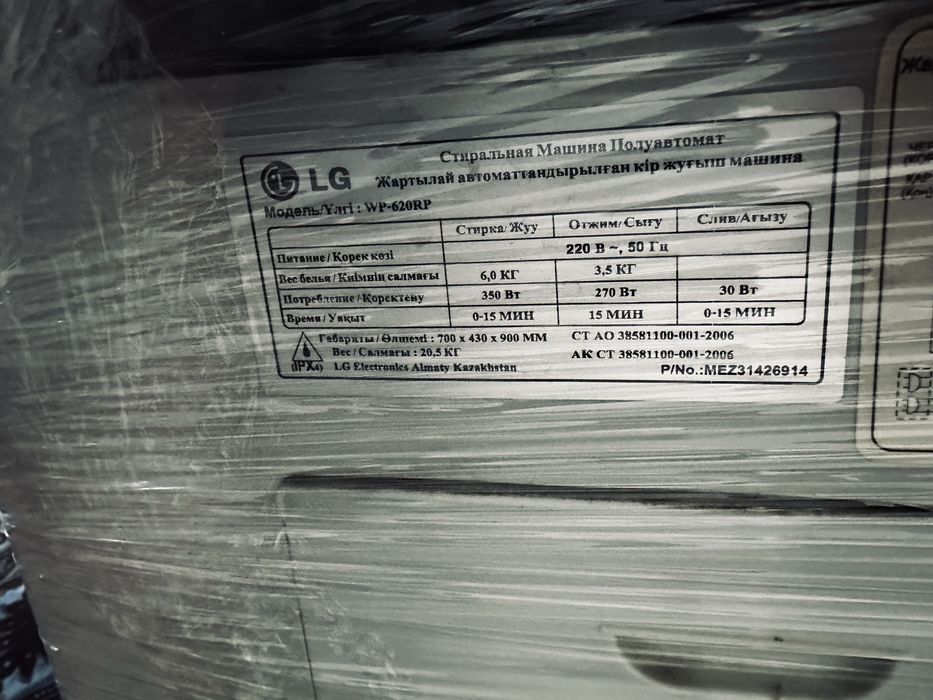 LG
Стиральная Машина Полуавтомат
Жартылай автоматтандырылған кір жуғыш машина
Модель/Үлгі : WP-620RP
Стирка/Жуу Отжим/Сығу Слив/Ағызу
Питание/Корек көзі 220 В ~, 50 Гц
Вес белья/Киімнің салмағы 6,0 КГ 3,5 КГ
Потребление/Коректену 350 Вт 270 Вт 30 Вт
Время/Уақыт 0-15 МИН 15 МИН 0-15 МИН
Габариты/Өлшемі : 700 x 430 x 900 ММ СТ АО 38581100-001-2006
Вес/Салмағы : 20,5 КГ АК СТ 38581100-001-2006
IPX4 LG Electronics Almaty Kazakhstan P/No.:MEZ31426914